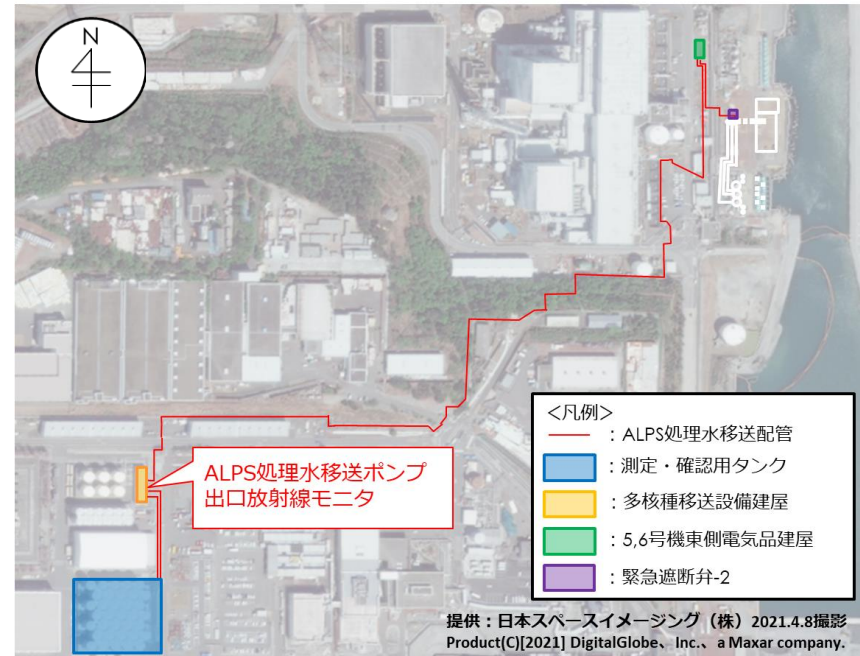 N
ALPS処理水移送ポンプ
出口放射線モニタ
<凡例>
：ALPS処理水移送配管
：測定・確認用タンク
：多核種移送設備建屋
：5,6号機東側電気品建屋
：緊急遮断弁-2
提供：日本スペースイメージング（株）2021.4.8撮影
Product(C)[2021] DigitalGlobe、Inc.、a Maxar company.